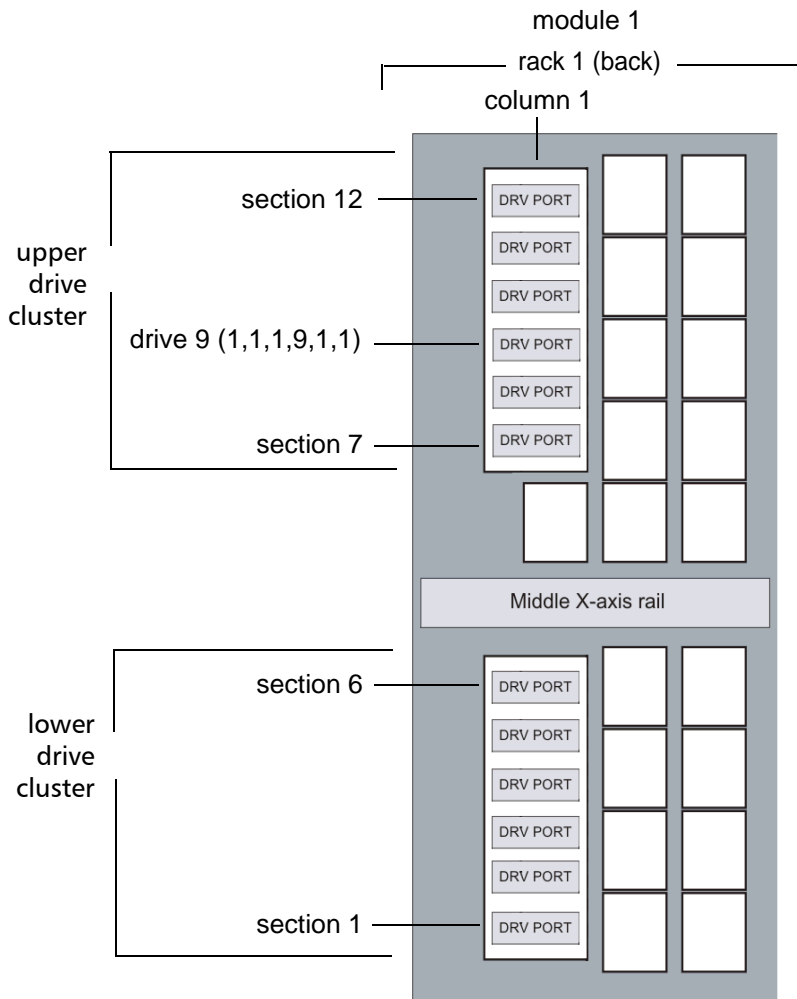 module 1
rack 1 (back)
column 1
section 12
DRV PORT
DRV PORT
upper
drive
cluster
DRV PORT
drive 9 (1,1,1,9,1,1)
DRV PORT
DRV PORT
section 7
DRV PORT
Middle X-axis rail
section 6
DRV PORT
lower
drive
cluster
DRV PORT
DRV PORT
DRV PORT
DRV PORT
section 1
DRV PORT